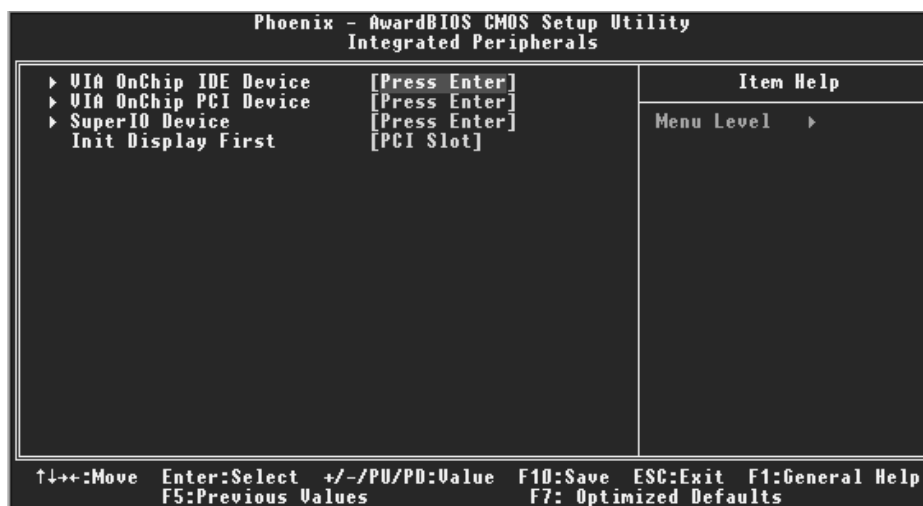 Phoenix - AwardBIOS CMOS Setup Utility
Integrated Peripherals
▸ VIA OnChip IDE Device [Press Enter]
▸ VIA OnChip PCI Device [Press Enter]
▸ SuperIO Device [Press Enter]
Init Display First [PCI Slot]
Item Help
Menu Level ▸
↑↓→←:Move Enter:Select +/-/PU/PD:Value F10:Save ESC:Exit F1:General Help
F5:Previous Values F7: Optimized Defaults